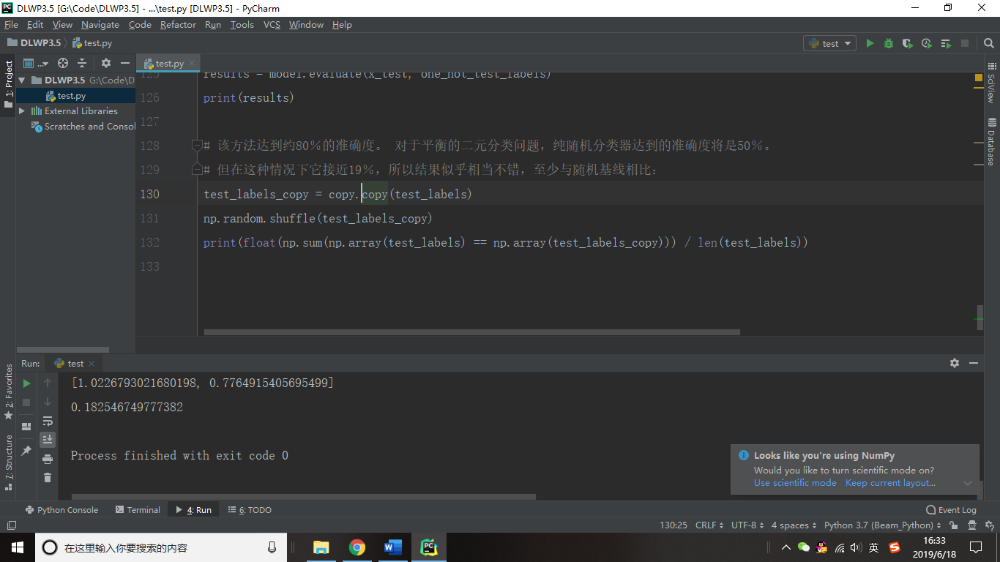 DLWP3.5 [G:\Code\DLWP3.5] - ...\test.py [DLWP3.5] - PyCharm
File Edit View Navigate Code Refactor Run Tools VCS Window Help
DLWP3.5 test.py
test
1: Project
test.py
DLWP3.5 G:\Code\D
test.py
External Libraries
Scratches and Consol
125 results = model.evaluate(x_test, one_hot_test_labels)
126 print(results)
127
128 # 该方法达到约80％的准确度。 对于平衡的二元分类问题，纯随机分类器达到的准确度将是50％。
129 # 但在这种情况下它接近19％，所以结果似乎相当不错，至少与随机基线相比：
130 test_labels_copy = copy.copy(test_labels)
131 np.random.shuffle(test_labels_copy)
132 print(float(np.sum(np.array(test_labels) == np.array(test_labels_copy))) / len(test_labels))
133
SciView
Database
Run: test
[1.0226793021680198, 0.7764915405695499]
0.182546749777382
Process finished with exit code 0
2: Favorites
7: Structure
Looks like you're using NumPy
Would you like to turn scientific mode on?
Use scientific mode Keep current layout...
Python Console Terminal 4: Run 6: TODO Event Log
130:25 CRLF UTF-8 4 spaces Python 3.7 (Beam_Python)
在这里输入你要搜索的内容
英
16:33
2019/6/18